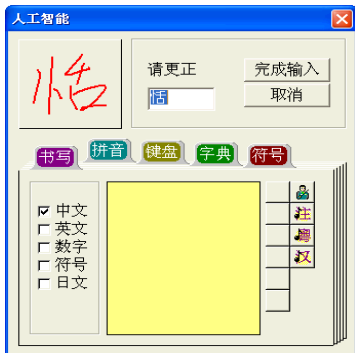 人工智能
恬
请更正
完成输入
恬
取消
书写
拼音
键盘
字典
符号
中文
英文
数字
符号
日文
注
粤
汉